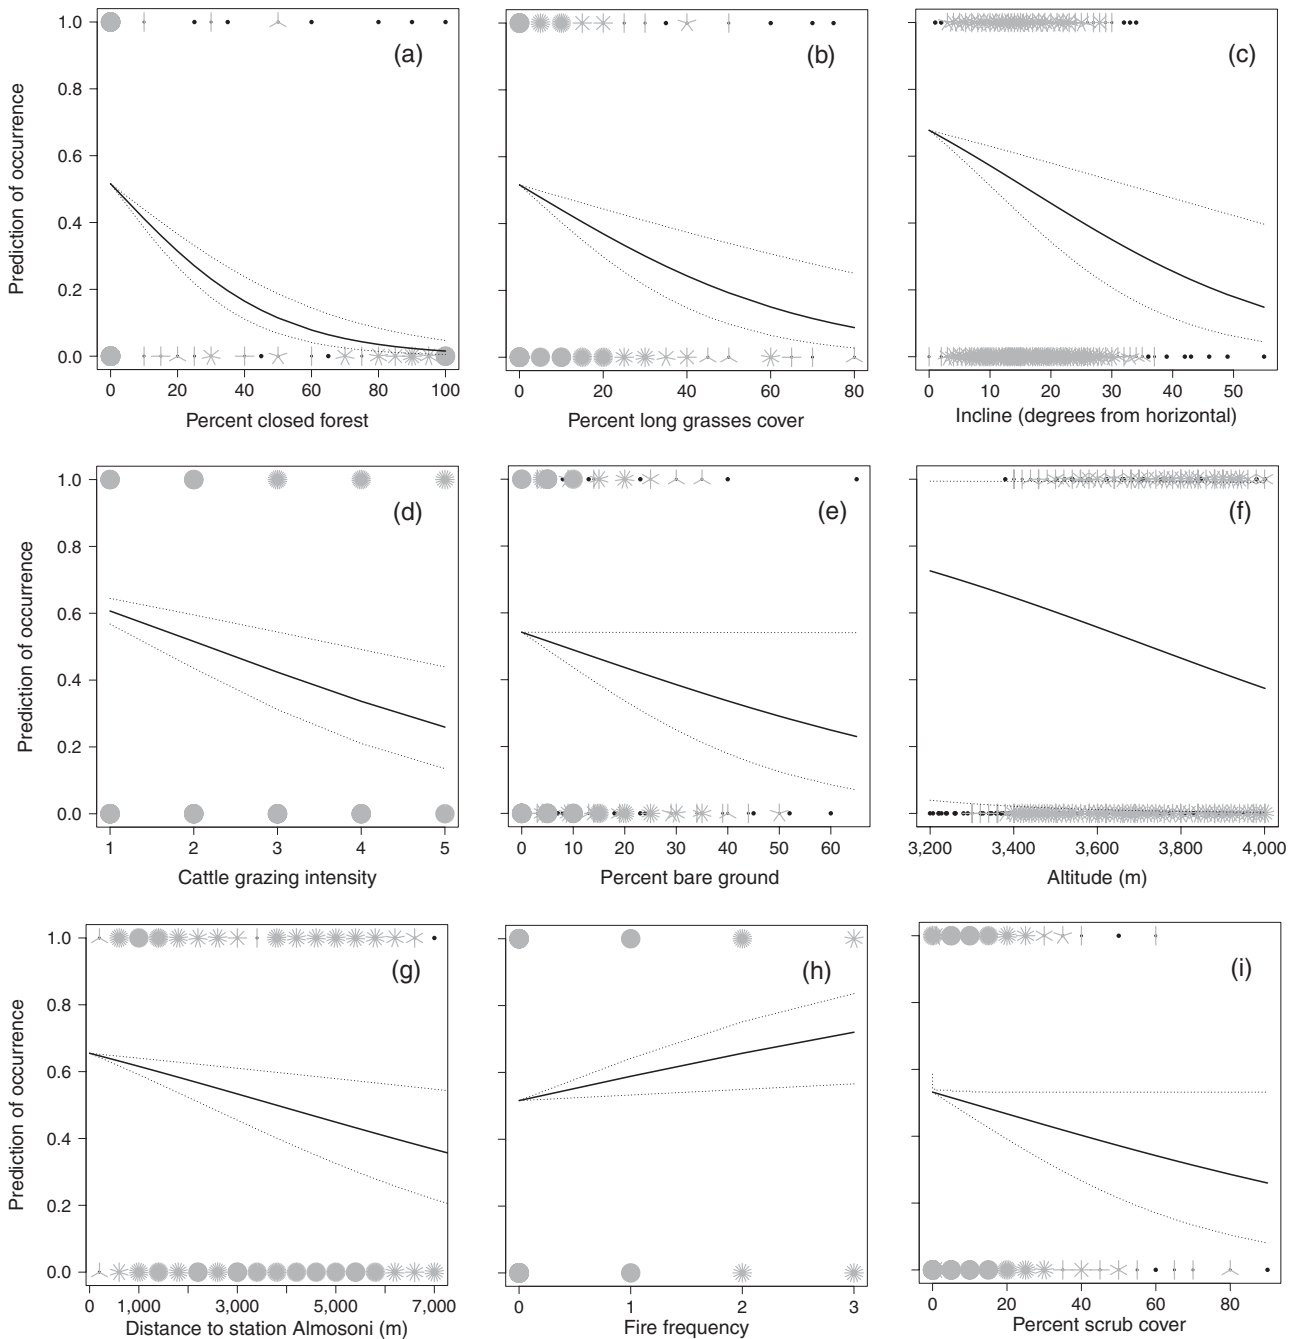 (a)
1.0
0.8
0.6
0.4
0.2
0.0
Prediction of occurrence
0 20 40 60 80 100
Percent closed forest
(b)
0 20 40 60 80
Percent long grasses cover
(c)
0 10 20 30 40 50
Incline (degrees from horizontal)
(d)
1.0
0.8
0.6
0.4
0.2
0.0
Prediction of occurrence
1 2 3 4 5
Cattle grazing intensity
(e)
0 10 20 30 40 50 60
Percent bare ground
(f)
3,200 3,400 3,600 3,800 4,000
Altitude (m)
(g)
1.0
0.8
0.6
0.4
0.2
0.0
Prediction of occurrence
0 1,000 3,000 5,000 7,000
Distance to station Almosoni (m)
(h)
0 1 2 3
Fire frequency
(i)
0 20 40 60 80
Percent scrub cover